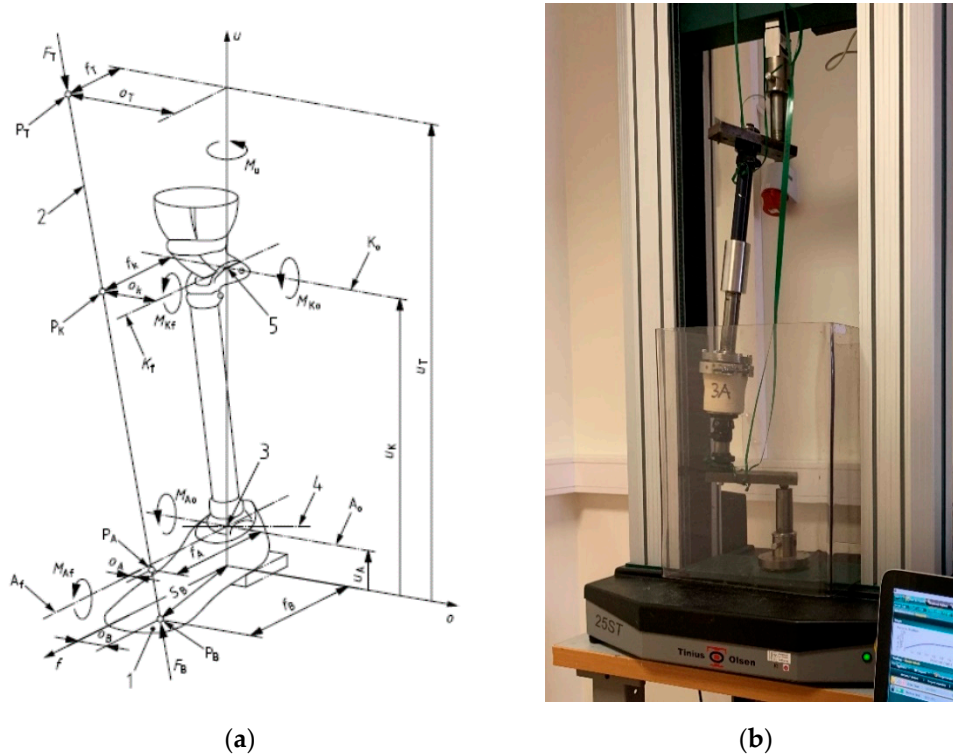 F_T
f_T
o_T
P_T
u
M_u
2
f_K
o_K
P_K
M_Kf
K_f
M_Ko
K_o
5
u_T
u_K
3
4
M_Ao
A_o
P_A
o_A
f_A
u_A
A_f
M_Af
S_B
f_B
o
o_B
f
1
F_B
P_B
(a)
3A
25ST
Tinius Olsen
(b)